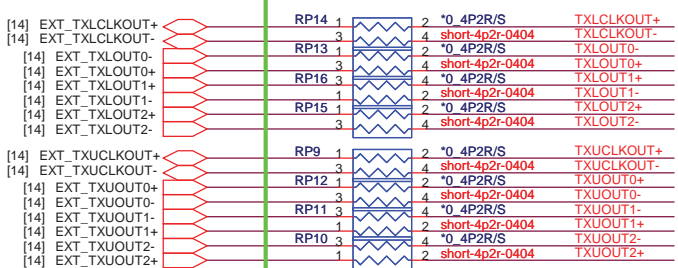 [14] EXT_TXLCLKOUT+ RP14 1 2 *0_4P2R/S TXLCLKOUT+
[14] EXT_TXLCLKOUT- 3 4 short-4p2r-0404 TXLCLKOUT-
[14] EXT_TXLOUT0- RP13 1 2 *0_4P2R/S TXLOUT0-
[14] EXT_TXLOUT0+ 3 4 short-4p2r-0404 TXLOUT0+
[14] EXT_TXLOUT1+ RP16 3 4 *0_4P2R/S TXLOUT1+
[14] EXT_TXLOUT1- 1 2 short-4p2r-0404 TXLOUT1-
[14] EXT_TXLOUT2+ RP15 1 2 *0_4P2R/S TXLOUT2+
[14] EXT_TXLOUT2- 3 4 short-4p2r-0404 TXLOUT2-
[14] EXT_TXUCLKOUT+ RP9 1 2 *0_4P2R/S TXUCLKOUT+
[14] EXT_TXUCLKOUT- 3 4 short-4p2r-0404 TXUCLKOUT-
[14] EXT_TXUOUT0+ RP12 1 2 *0_4P2R/S TXUOUT0+
[14] EXT_TXUOUT0- 3 4 short-4p2r-0404 TXUOUT0-
[14] EXT_TXUOUT1- RP11 3 4 *0_4P2R/S TXUOUT1-
[14] EXT_TXUOUT1+ 1 2 short-4p2r-0404 TXUOUT1+
[14] EXT_TXUOUT2- RP10 3 4 *0_4P2R/S TXUOUT2-
[14] EXT_TXUOUT2+ 1 2 short-4p2r-0404 TXUOUT2+